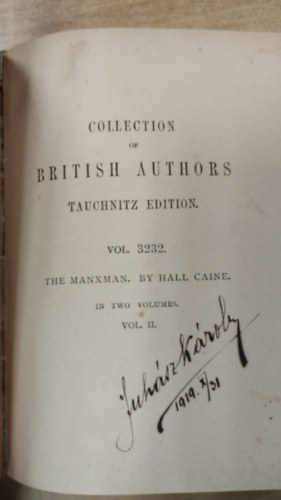 COLLECTION
OF
BRITISH AUTHORS
TAUCHNITZ EDITION.
VOL. 3232.
THE MANXMAN. BY HALL CAINE.
IN TWO VOLUMES.
VOL. II.
Juhász Károly
1919. X/31